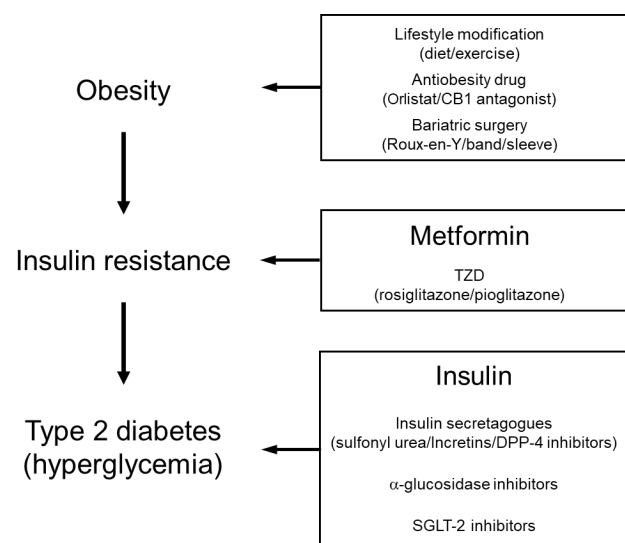 Obesity
Lifestyle modification
(diet/exercise)
Antiobesity drug
(Orlistat/CB1 antagonist)
Bariatric surgery
(Roux-en-Y/band/sleeve)
Insulin resistance
Metformin
TZD
(rosiglitazone/pioglitazone)
Type 2 diabetes
(hyperglycemia)
Insulin
Insulin secretagogues
(sulfonyl urea/Incretins/DPP-4 inhibitors)
α-glucosidase inhibitors
SGLT-2 inhibitors